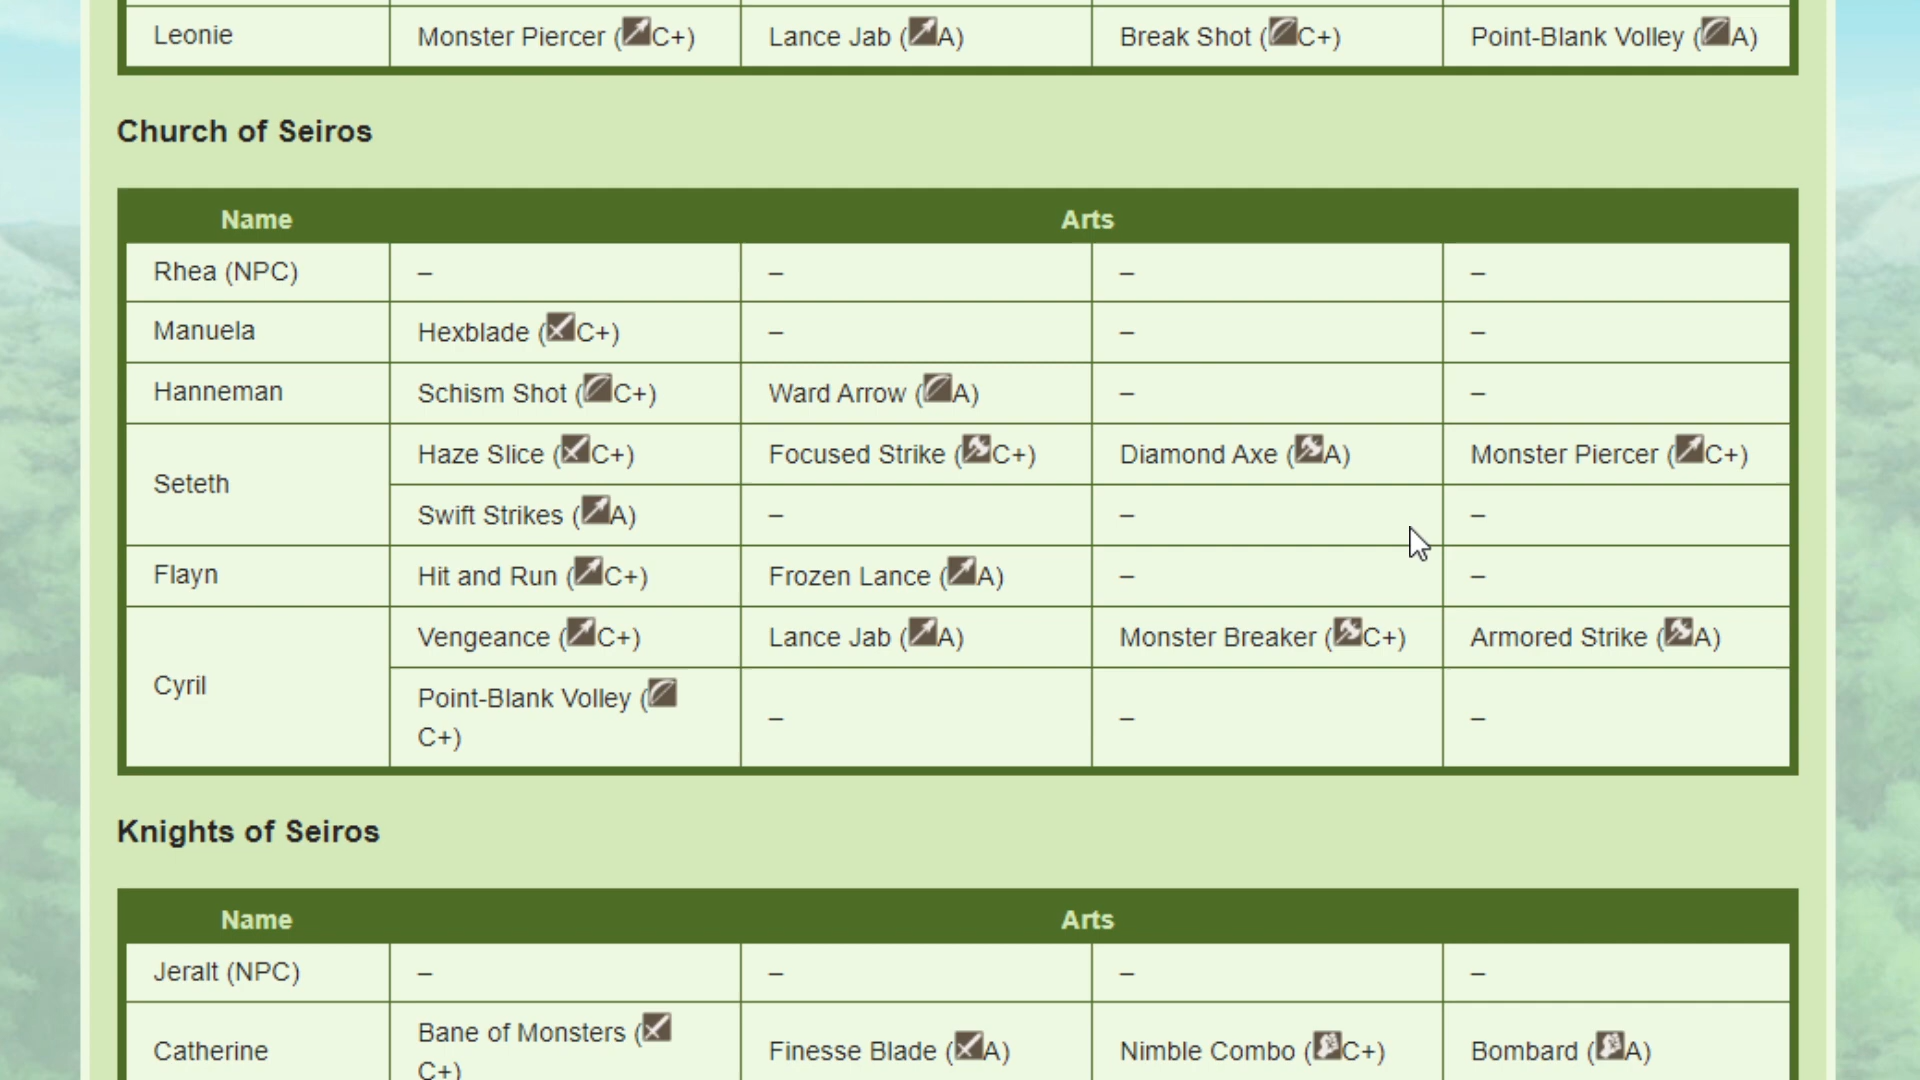 Leonie Monster Piercer (C+) Lance Jab (A) Break Shot (C+) Point-Blank Volley (A)
Church of Seiros
Name Arts
Rhea (NPC) – – – –
Manuela Hexblade (C+) – – –
Hanneman Schism Shot (C+) Ward Arrow (A) – –
Seteth Haze Slice (C+) Focused Strike (C+) Diamond Axe (A) Monster Piercer (C+)
Swift Strikes (A) – – –
Flayn Hit and Run (C+) Frozen Lance (A) – –
Cyril Vengeance (C+) Lance Jab (A) Monster Breaker (C+) Armored Strike (A)
Point-Blank Volley (
C+) – – –
Knights of Seiros
Name Arts
Jeralt (NPC) – – – –
Catherine Bane of Monsters (
C+) Finesse Blade (A) Nimble Combo (C+) Bombard (A)